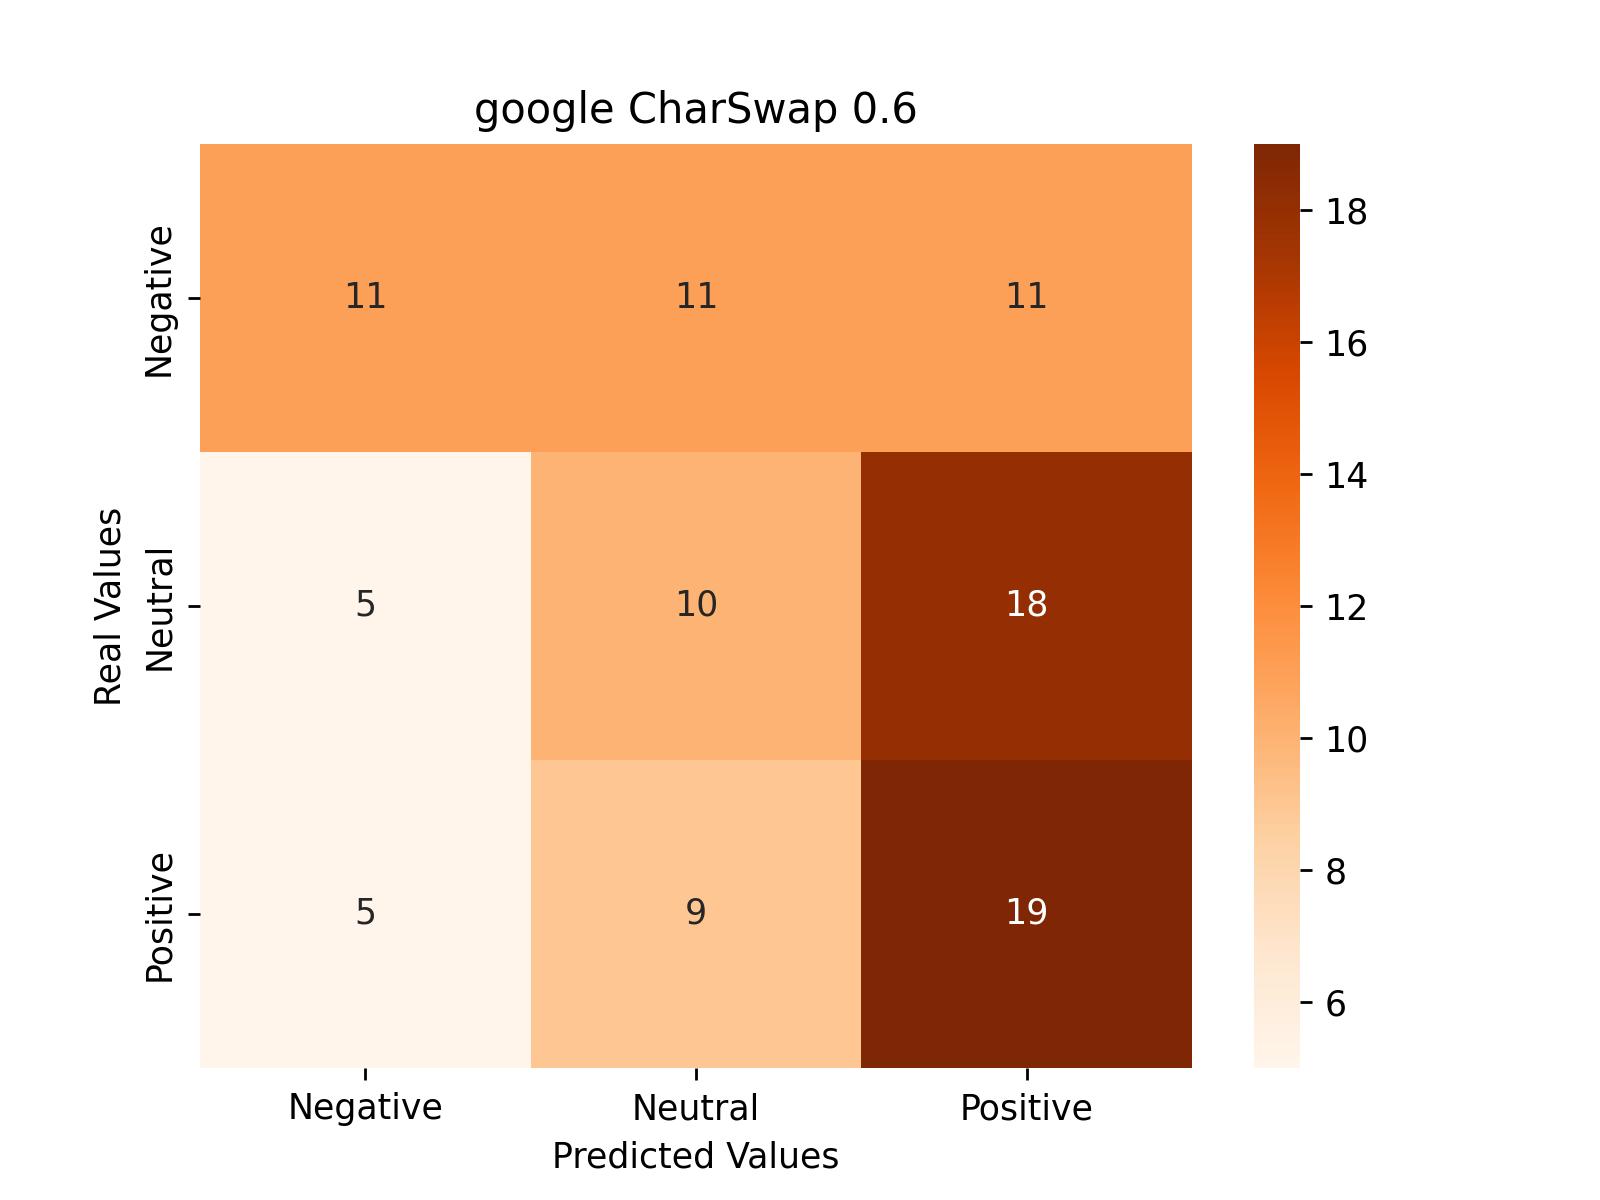 google CharSwap 0.6
Real Values
Negative
11 11 11
Neutral
5 10 18
Positive
5 9 19
Negative Neutral Positive
Predicted Values
18
16
14
12
10
8
6